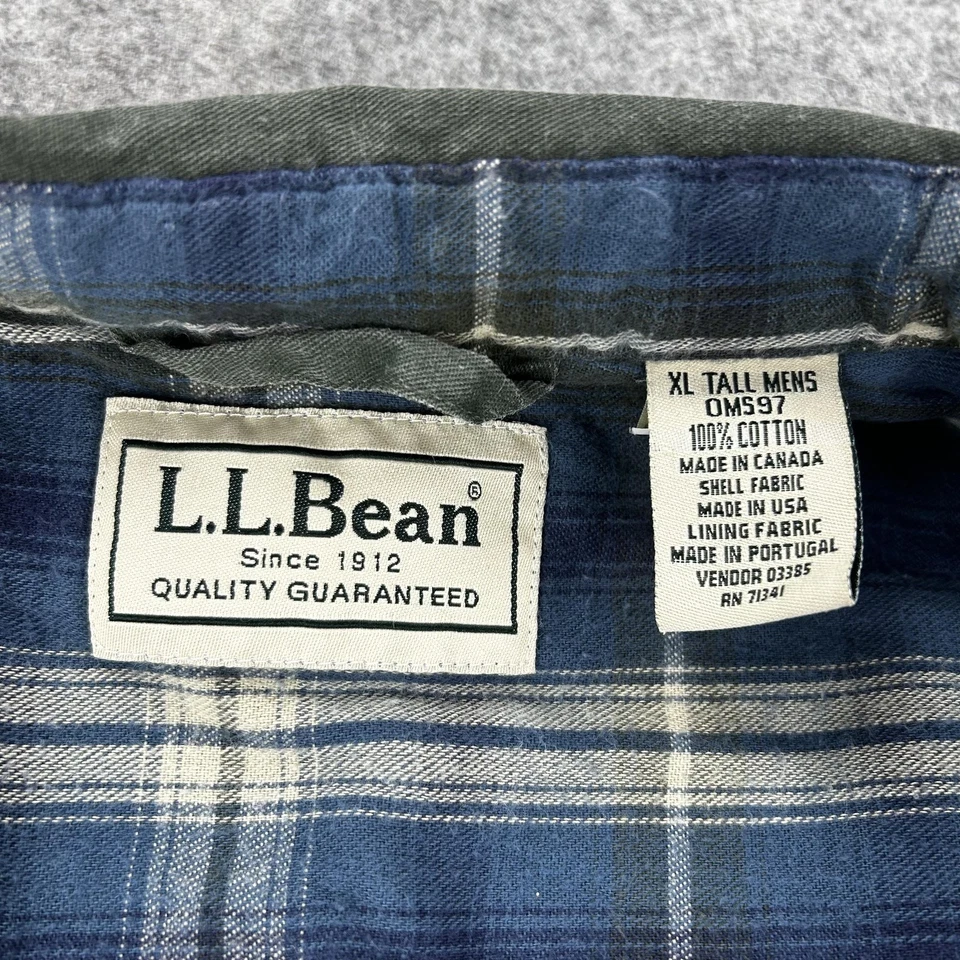 L.L.Bean®
Since 1912
QUALITY GUARANTEED
XL TALL MENS
OMS97
100% COTTON
MADE IN CANADA
SHELL FABRIC
MADE IN USA
LINING FABRIC
MADE IN PORTUGAL
VENDOR 03385
RN 71341